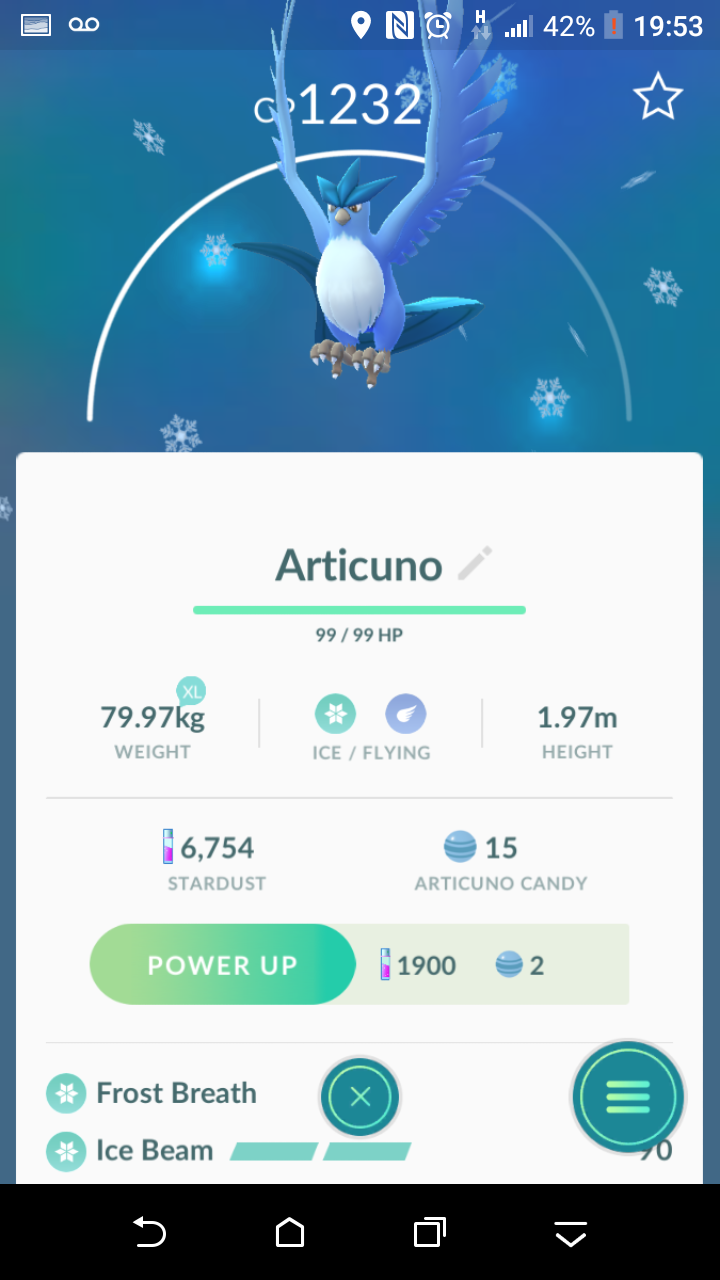 H 42% 19:53
CP1232
Articuno
99 / 99 HP
XL
79.97kg 1.97m
WEIGHT ICE / FLYING HEIGHT
6,754 15
STARDUST ARTICUNO CANDY
POWER UP 1900 2
Frost Breath
Ice Beam 90